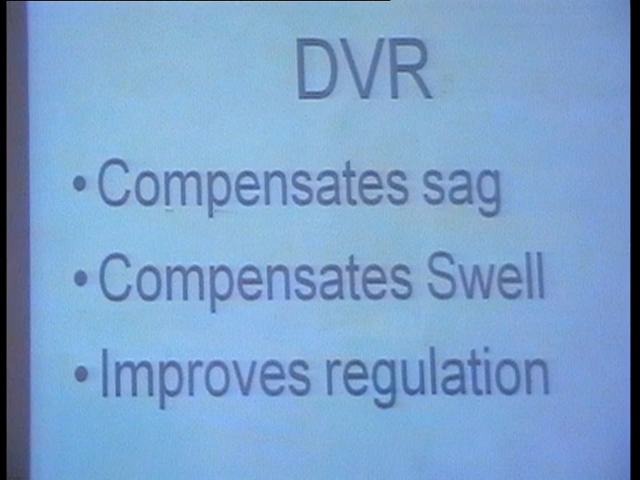 DVR
• Compensates sag
• Compensates Swell
• Improves regulation